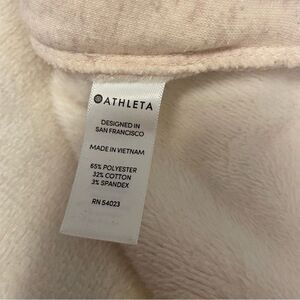 ATHLETA
DESIGNED IN
SAN FRANCISCO
MADE IN VIETNAM
65% POLYESTER
32% COTTON
3% SPANDEX
RN 54023